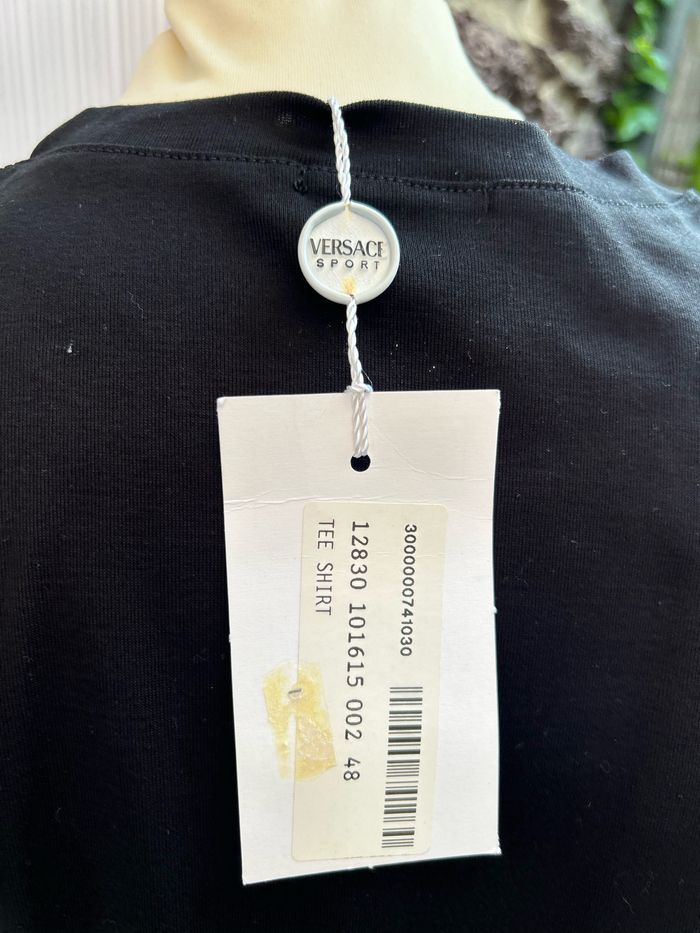 VERSACE
SPORT
3000000741030
12830 101615 002 48
TEE SHIRT